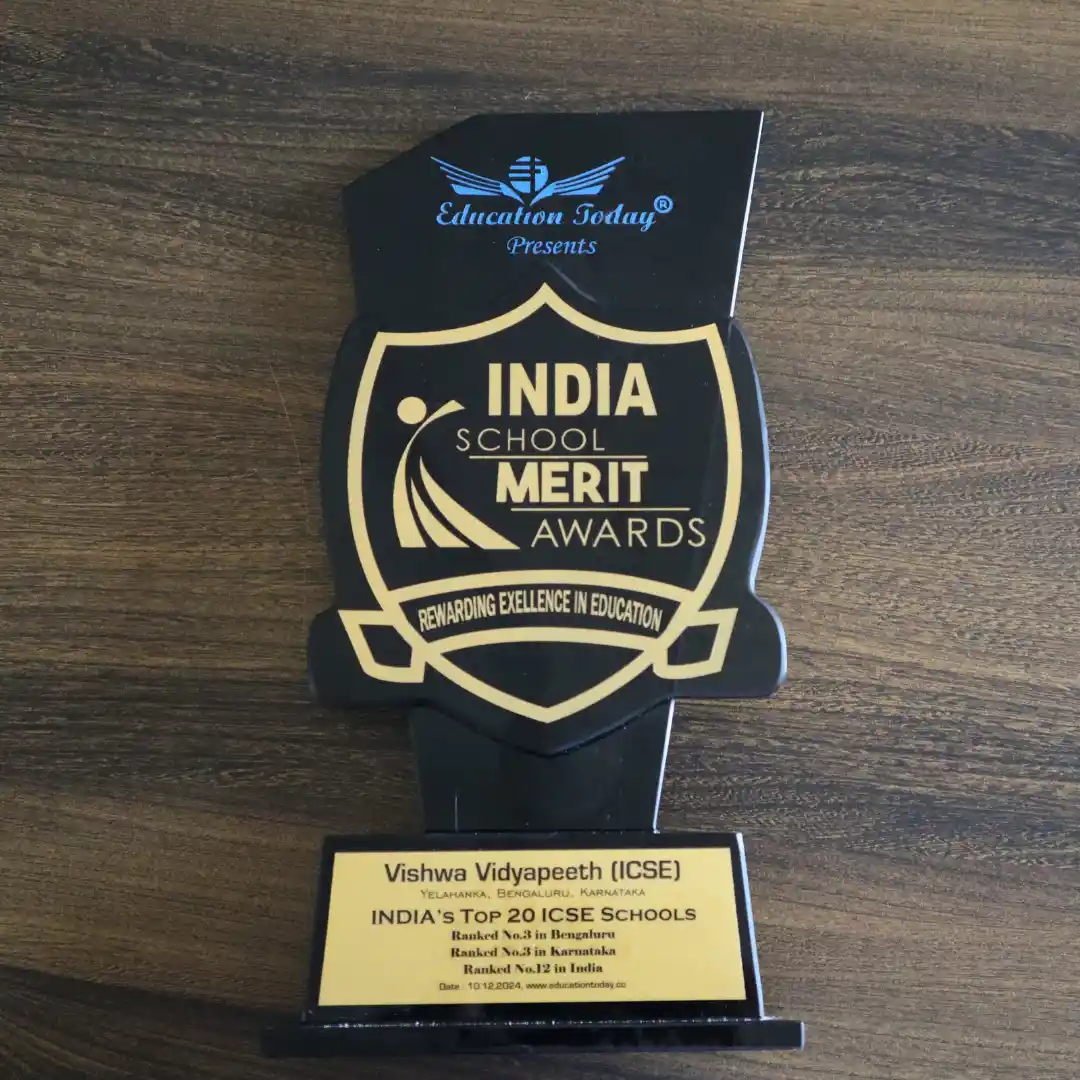 Education Today®
Presents
INDIA
SCHOOL
MERIT
AWARDS
REWARDING EXELLENCE IN EDUCATION
Vishwa Vidyapeeth (ICSE)
YELAHANKA, BENGALURU, KARNATAKA
INDIA'S TOP 20 ICSE SCHOOLS
Ranked No.3 in Bengaluru
Ranked No.3 in Karnataka
Ranked No.12 in India
Date : 10.12.2024, www.educationtoday.co